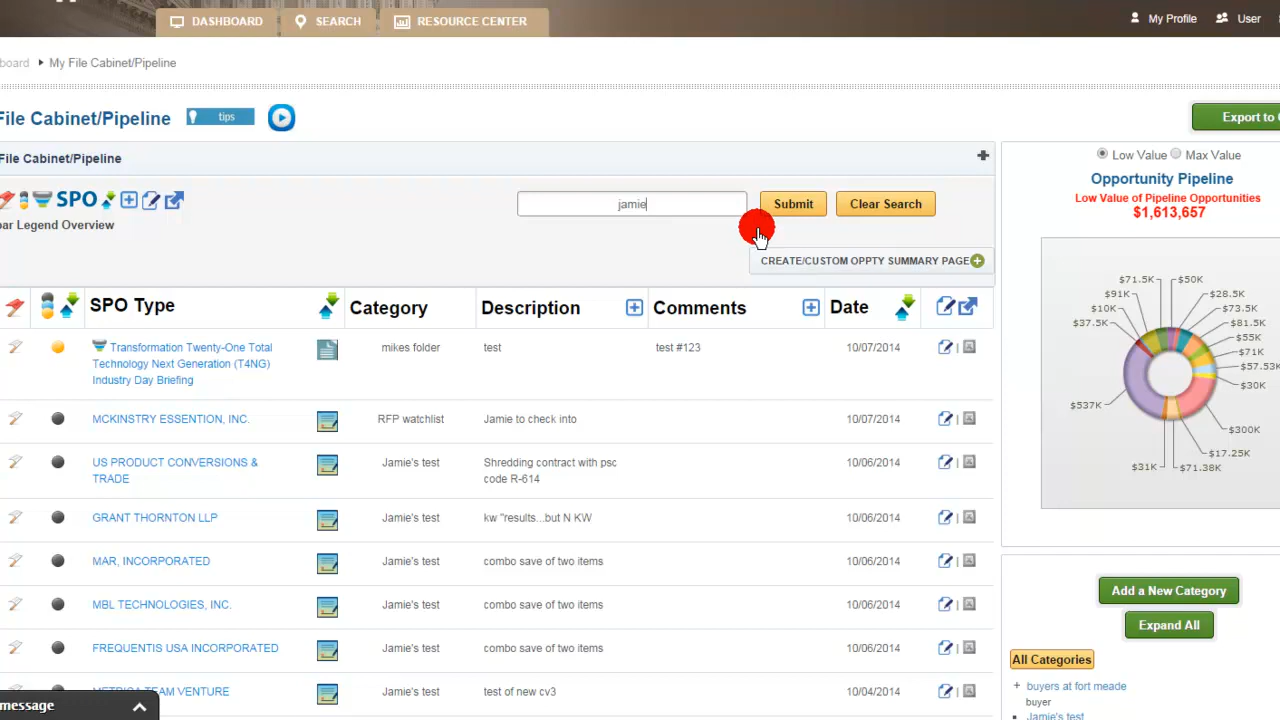 DASHBOARD SEARCH RESOURCE CENTER My Profile User
board My File Cabinet/Pipeline
File Cabinet/Pipeline tips Export to
File Cabinet/Pipeline
SPO jamie Submit Clear Search
bar Legend Overview
CREATE/CUSTOM OPPTY SUMMARY PAGE
SPO Type Category Description Comments Date
Transformation Twenty-One Total mikes folder test test #123 10/07/2014
Technology Next Generation (T4NG)
Industry Day Briefing
MCKINSTRY ESSENTION, INC. RFP watchlist Jamie to check into 10/07/2014
US PRODUCT CONVERSIONS & Jamie's test Shredding contract with psc 10/06/2014
TRADE code R-614
GRANT THORNTON LLP Jamie's test kw "results...but N KW 10/06/2014
MAR, INCORPORATED Jamie's test combo save of two items 10/06/2014
MBL TECHNOLOGIES, INC. Jamie's test combo save of two items 10/06/2014
FREQUENTIS USA INCORPORATED Jamie's test combo save of two items 10/06/2014
METRICA TEAM VENTURE Jamie's test test of new cv3 10/04/2014
message
Low Value Max Value
Opportunity Pipeline
Low Value of Pipeline Opportunities
$1,613,657
$71.5K $50K
$91K $28.5K
$10K $73.5K
$37.5K $81.5K
$55K
$71K
$57.53K
$30K
$537K
$300K
$17.25K
$31K $71.38K
Add a New Category
Expand All
All Categories
+ buyers at fort meade
buyer
Jamie's test